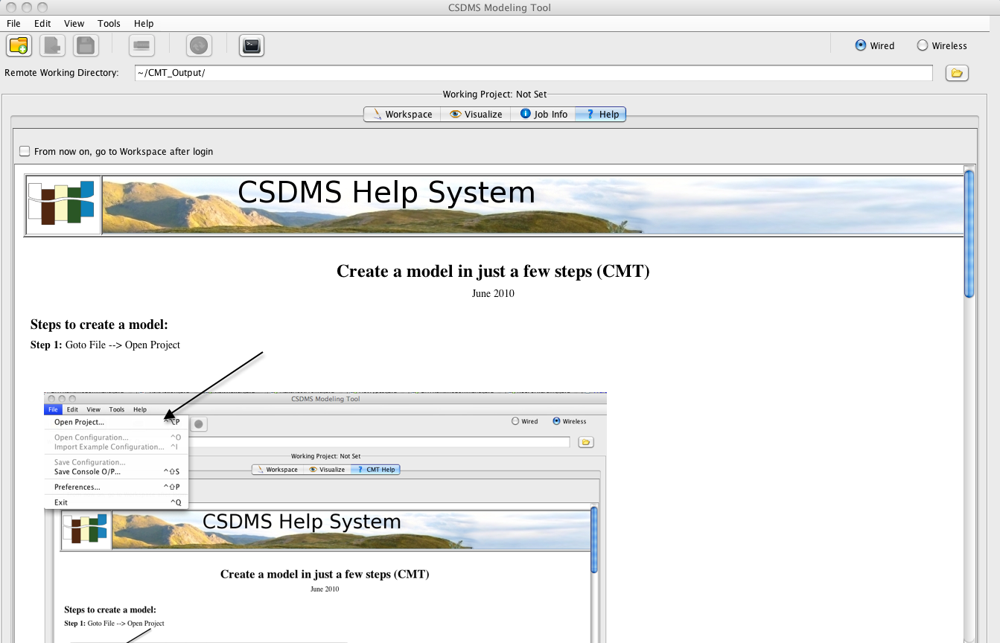 CSDMS Modeling Tool
File Edit View Tools Help
Wired Wireless
Remote Working Directory: ~/CMT_Output/
Working Project: Not Set
Workspace Visualize Job Info Help
From now on, go to Workspace after login
CSDMS Help System
Create a model in just a few steps (CMT)
June 2010
Steps to create a model:
Step 1: Goto File --> Open Project
CSDMS Modeling Tool
File Edit View Tools Help
Open Project...
Wired Wireless
Open Configuration... ^O
Import Example Configuration... ^I
Working Project: Not Set
Save Configuration...
Save Console O/P... ^⇧S
Workspace Visualize CMT Help
Preferences... ^⇧P
Exit ^Q
CSDMS Help System
Create a model in just a few steps (CMT)
June 2010
Steps to create a model:
Step 1: Goto File --> Open Project